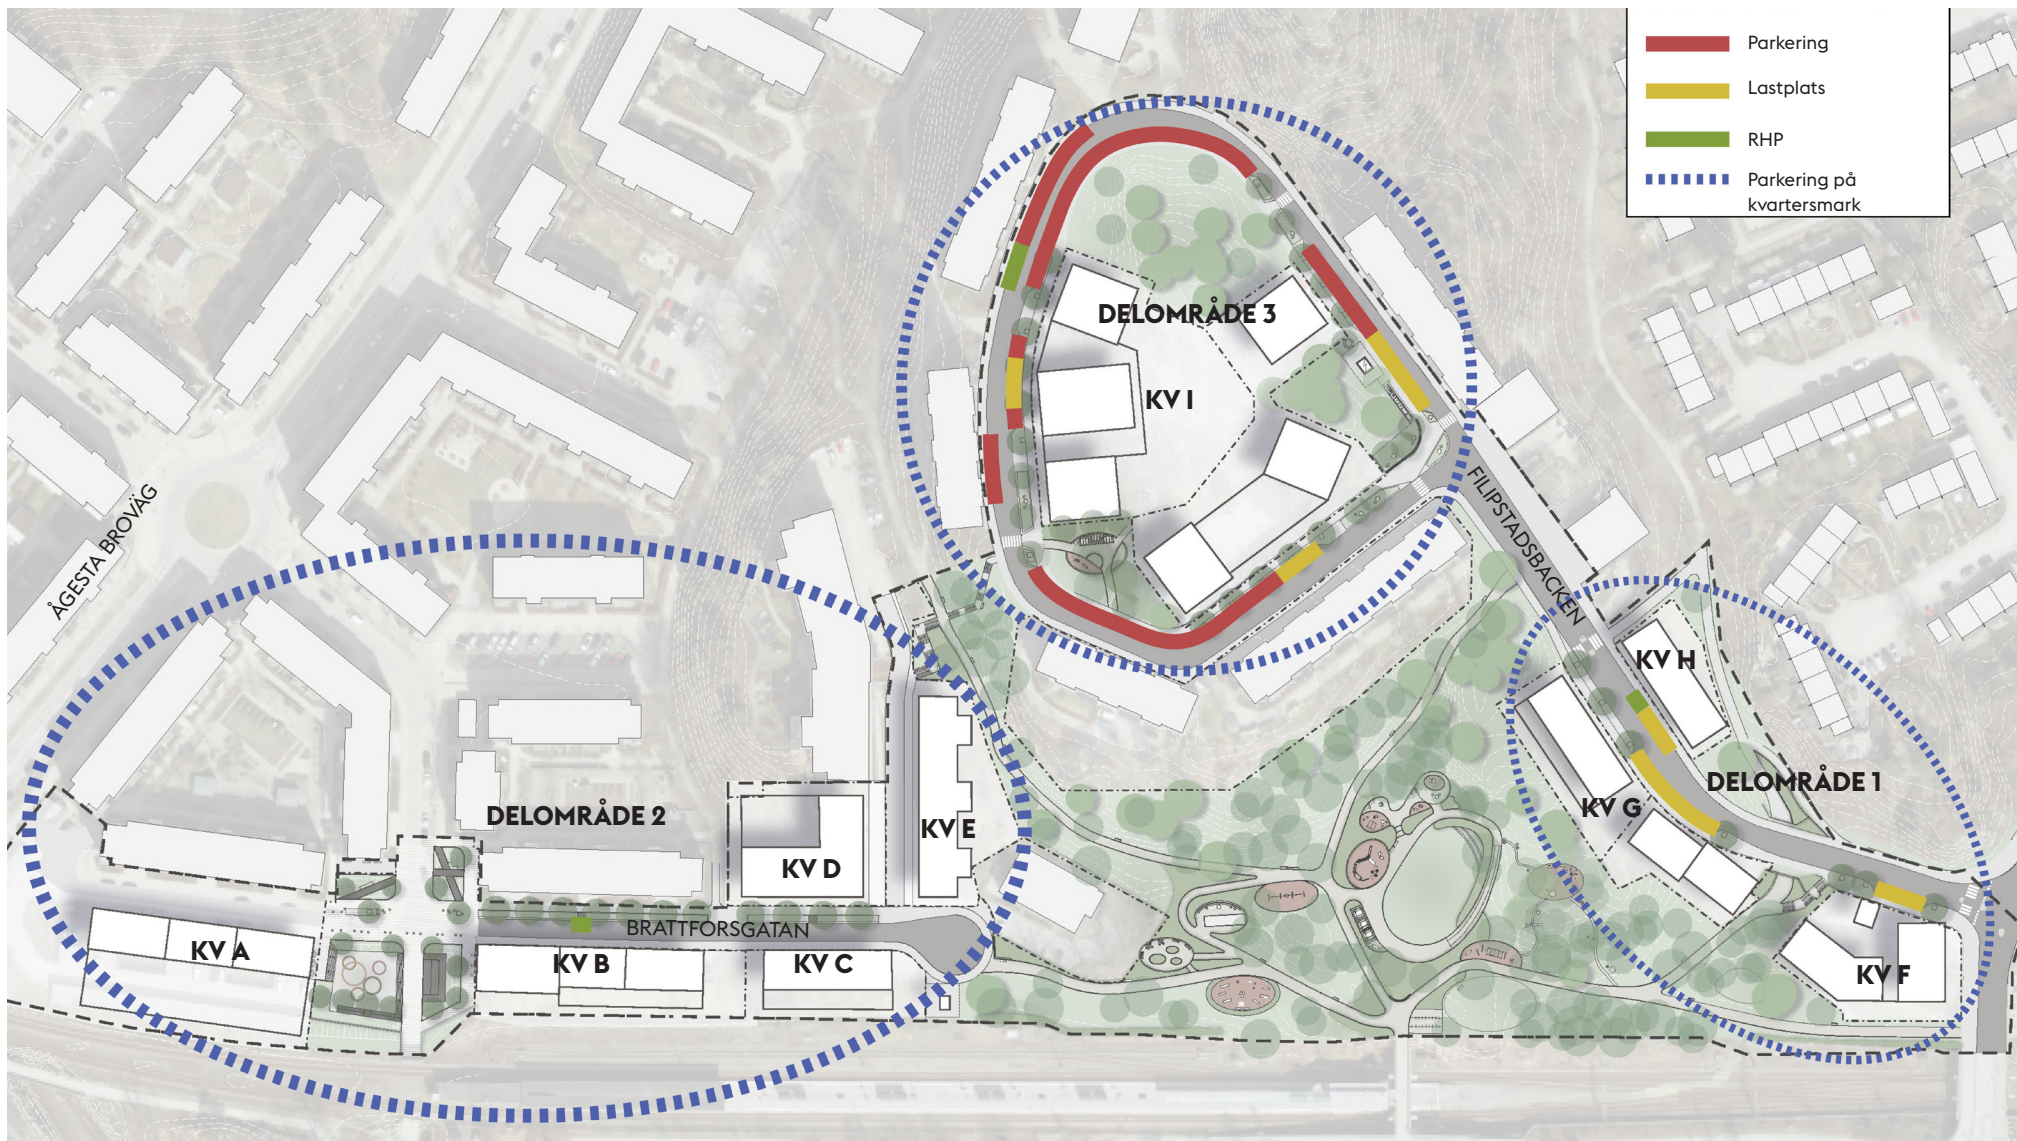 Parkering
Lastplats
RHP
Parkering på
kvartersmark
DELOMRÅDE 3
KV I
FILIPSTADSBACKEN
ÅGESTA BROVÄG
KV H
DELOMRÅDE 1
KV G
DELOMRÅDE 2
KV E
KV D
BRATTFORSGATAN
KV A
KV B
KV C
KV F